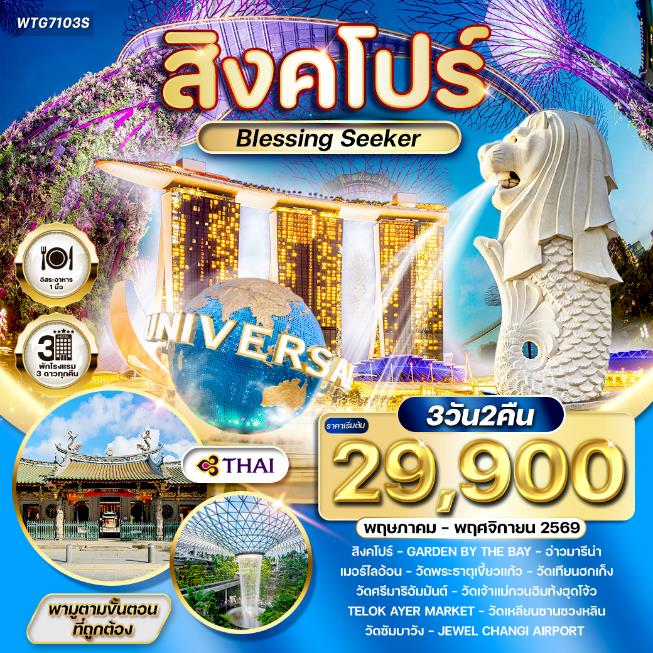 WTG7103S
สิงคโปร์
Blessing Seeker
อิสระอาหาร
1 มื้อ
3
พักโรงแรม
3 ดาวทุกคืน
UNIVERSA
THAI
3วัน2คืน
ราคาเริ่มต้น
29,900
พฤษภาคม - พฤศจิกายน 2569
สิงคโปร์ - GARDEN BY THE BAY - อ่าวมารีน่า
เมอร์ไลอ้อน - วัดพระธาตุเขี้ยวแก้ว - วัดเทียนฮกเก็ง
วัดศรีมาริอัมมันต์ - วัดเจ้าแม่กวนอิมทังฮุดโจ้ว
TELOK AYER MARKET - วัดเหลียนซานซวงหลิน
วัดซัมบาวัง - JEWEL CHANGI AIRPORT
พามูตามขั้นตอน
ที่ถูกต้อง